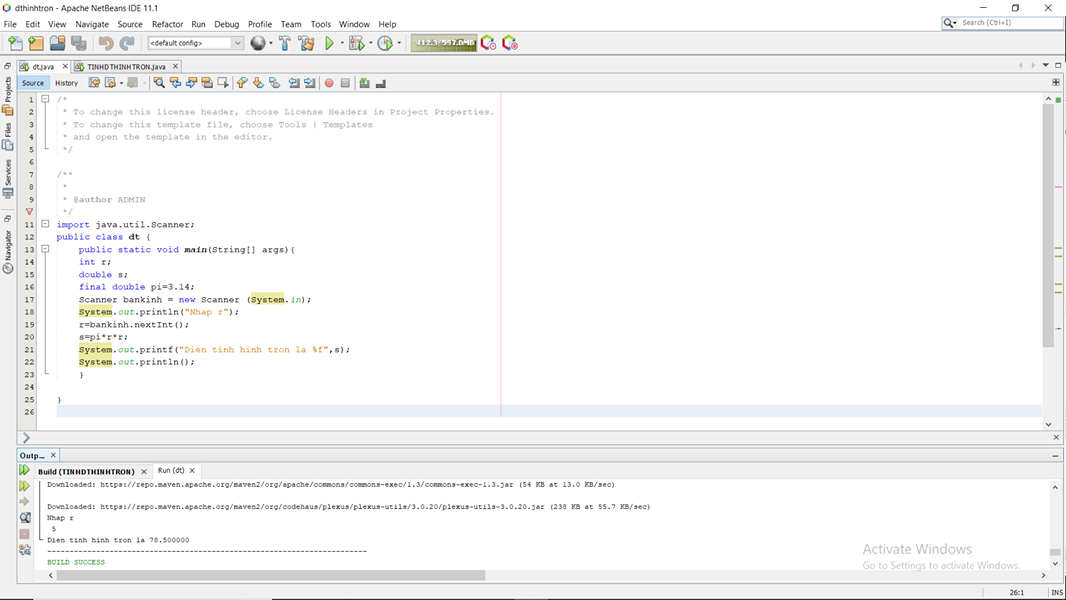 dthinhtron - Apache NetBeans IDE 11.1
File Edit View Navigate Source Refactor Run Debug Profile Team Tools Window Help
Search (Ctrl+I)
<default config>
412.3/597.0MB
dt.java TINHDTHINHTRON.java
Source History
Projects
Files
Services
Navigator
1 /*
2 * To change this license header, choose License Headers in Project Properties.
3 * To change this template file, choose Tools | Templates
4 * and open the template in the editor.
5 */
6
7 /**
8 *
9 * @author ADMIN
*/
11 import java.util.Scanner;
12 public class dt {
13 public static void main(String[] args){
14 int r;
15 double s;
16 final double pi=3.14;
17 Scanner bankinh = new Scanner (System.in);
18 System.out.println("Nhap r");
19 r=bankinh.nextInt();
20 s=pi*r*r;
21 System.out.printf("Dien tinh hinh tron la %f",s);
22 System.out.println();
23 }
24
25 }
26
Outp...
Build (TINHDTHINHTRON) Run (dt)
Downloaded: https://repo.maven.apache.org/maven2/org/apache/commons/commons-exec/1.3/commons-exec-1.3.jar (54 KB at 13.0 KB/sec)
Downloaded: https://repo.maven.apache.org/maven2/org/codehaus/plexus/plexus-utils/3.0.20/plexus-utils-3.0.20.jar (238 KB at 55.7 KB/sec)
Nhap r
5
Dien tinh hinh tron la 78.500000
------------------------------------------------------------------------
BUILD SUCCESS
Activate Windows
Go to Settings to activate Windows.
26:1 INS